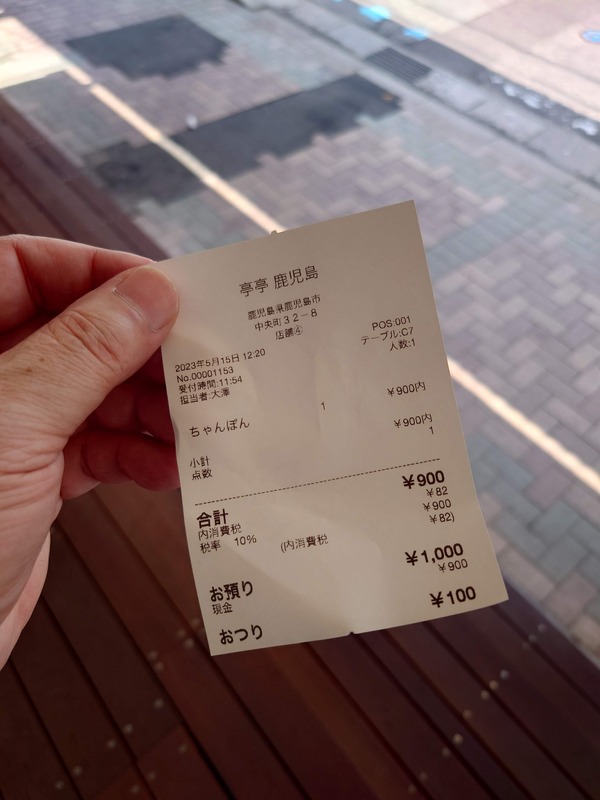 亭亭 鹿児島
鹿児島県鹿児島市
中央町32-8
店舗④
2023年5月15日 12:20 POS:001
No.00001153 テーブル:C7
受付時間:11:54 人数:1
担当者:大澤
ちゃんぽん 1 ¥900内
小計 ¥900内
点数 1
合計 ¥900
内消費税 ¥82
税率 10% ¥900
(内消費税 ¥82)
お預り ¥1,000
現金 ¥900
おつり ¥100